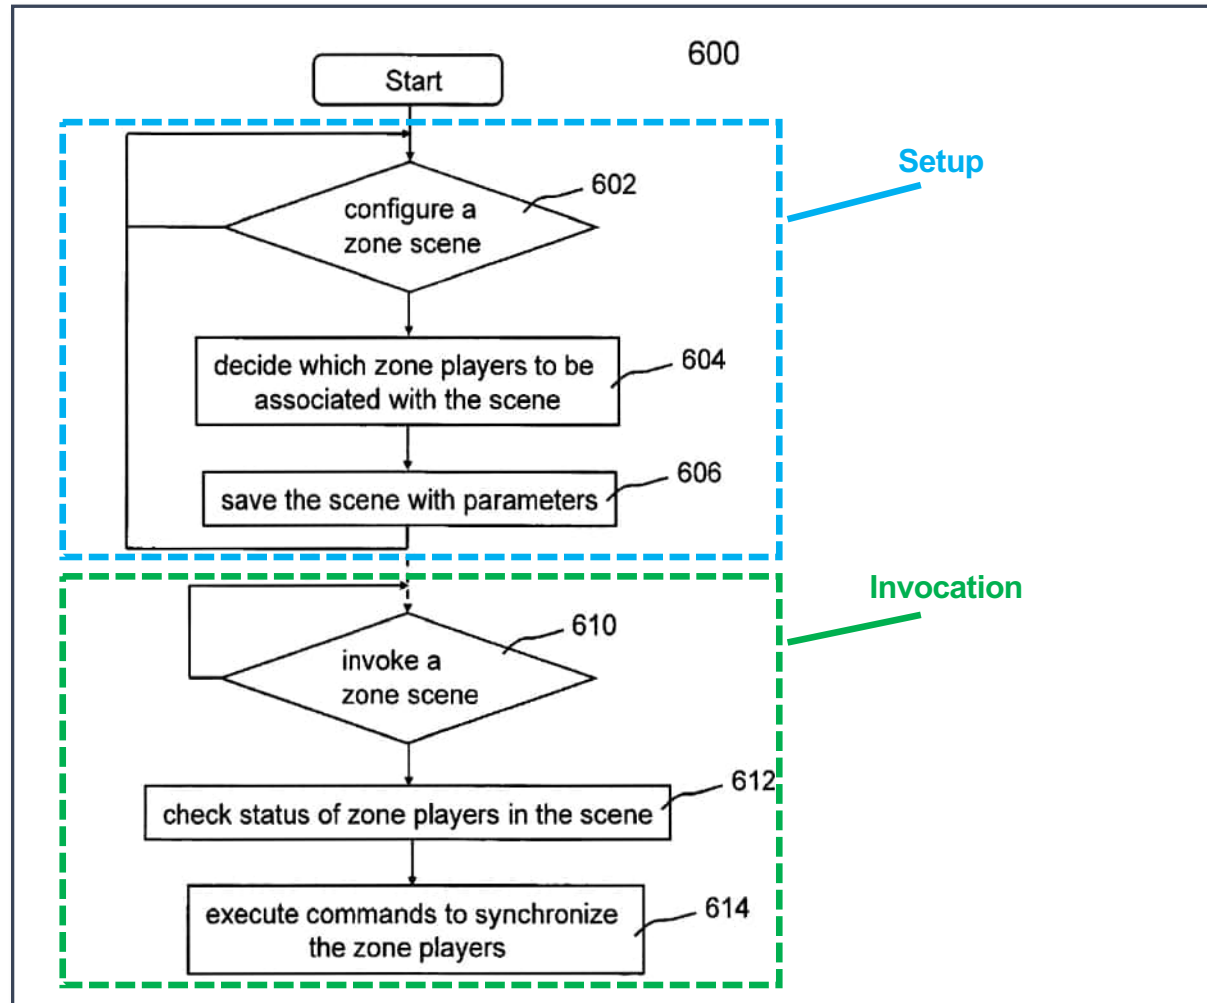 600
Start
Setup
602
configure a
zone scene
604
decide which zone players to be
associated with the scene
606
save the scene with parameters
Invocation
610
invoke a
zone scene
612
check status of zone players in the scene
614
execute commands to synchronize
the zone players